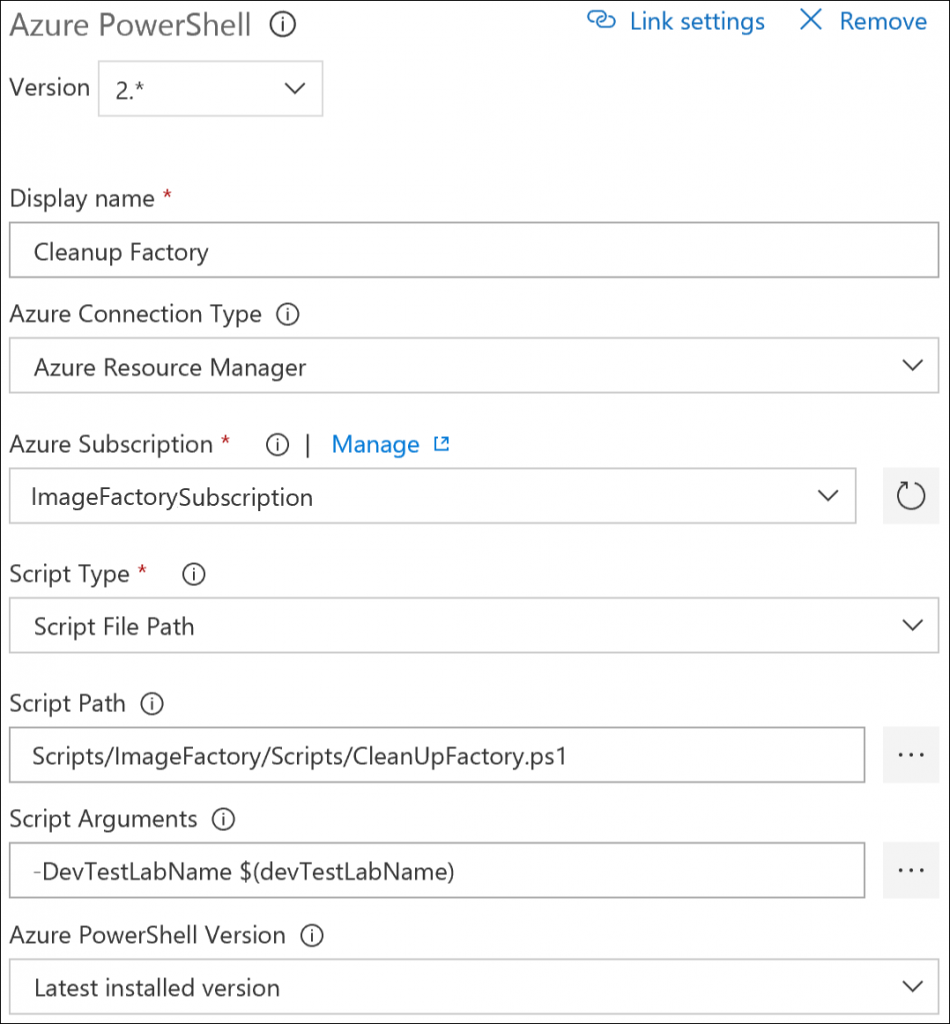 Azure PowerShell
Link settings
Remove
Version 2.*
Display name *
Cleanup Factory
Azure Connection Type
Azure Resource Manager
Azure Subscription * | Manage
ImageFactorySubscription
Script Type *
Script File Path
Script Path
Scripts/ImageFactory/Scripts/CleanUpFactory.ps1
...
Script Arguments
-DevTestLabName $(devTestLabName)
...
Azure PowerShell Version
Latest installed version